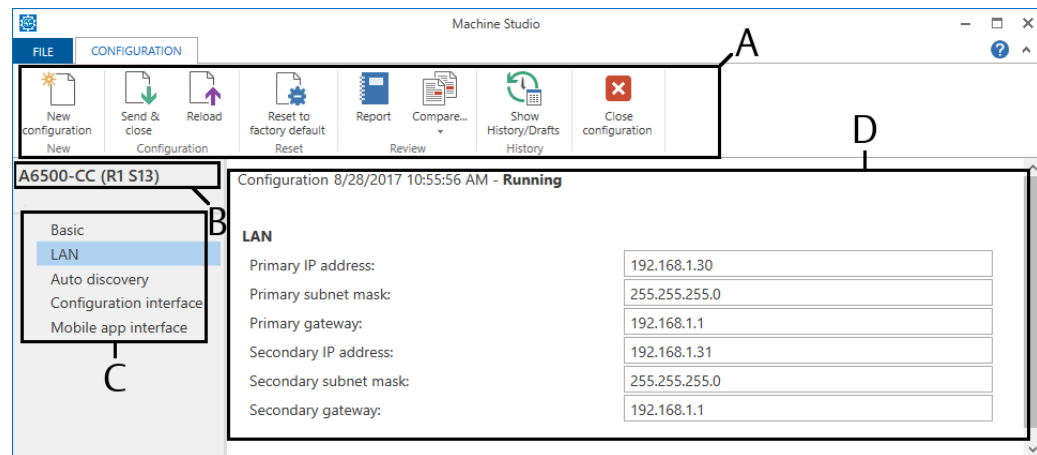 Machine Studio
FILE CONFIGURATION
A
New configuration
Send & close
Reload
Reset to factory default
Report
Compare...
Show History/Drafts
Close configuration
New Configuration Reset Review History
D
A6500-CC (R1 S13)
B
Configuration 8/28/2017 10:55:56 AM - Running
Basic
LAN
Auto discovery
Configuration interface
Mobile app interface
C
LAN
Primary IP address: 192.168.1.30
Primary subnet mask: 255.255.255.0
Primary gateway: 192.168.1.1
Secondary IP address: 192.168.1.31
Secondary subnet mask: 255.255.255.0
Secondary gateway: 192.168.1.1